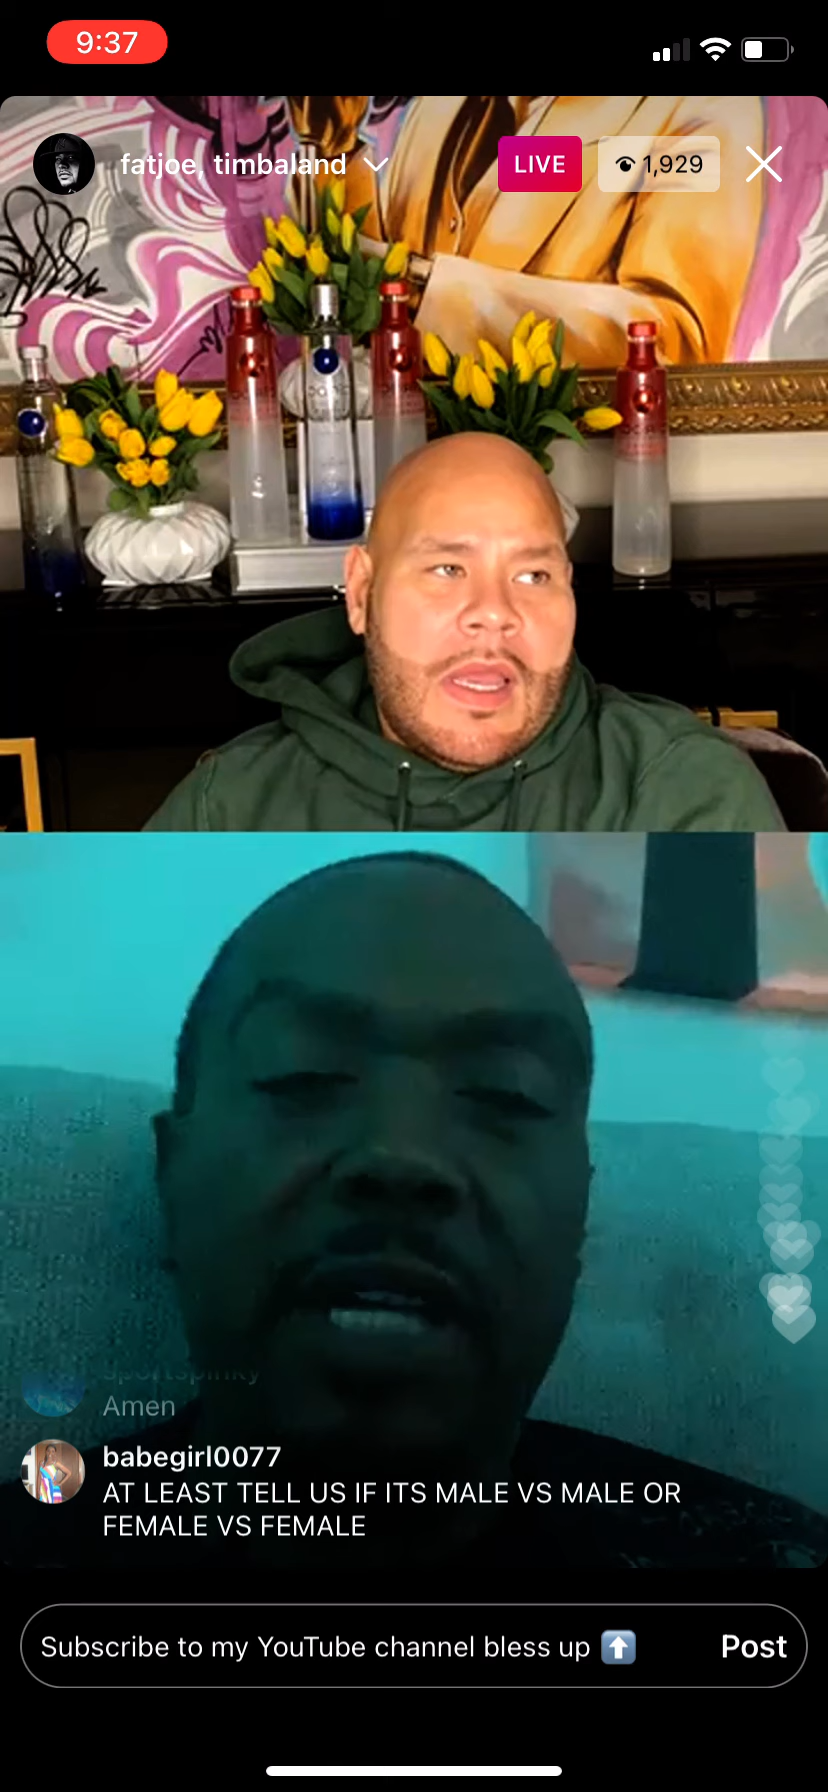 9:37
fatjoe, timbaland
LIVE
1,929
sportspinky
Amen
babegirl0077
AT LEAST TELL US IF ITS MALE VS MALE OR
FEMALE VS FEMALE
Subscribe to my YouTube channel bless up ⬆️
Post